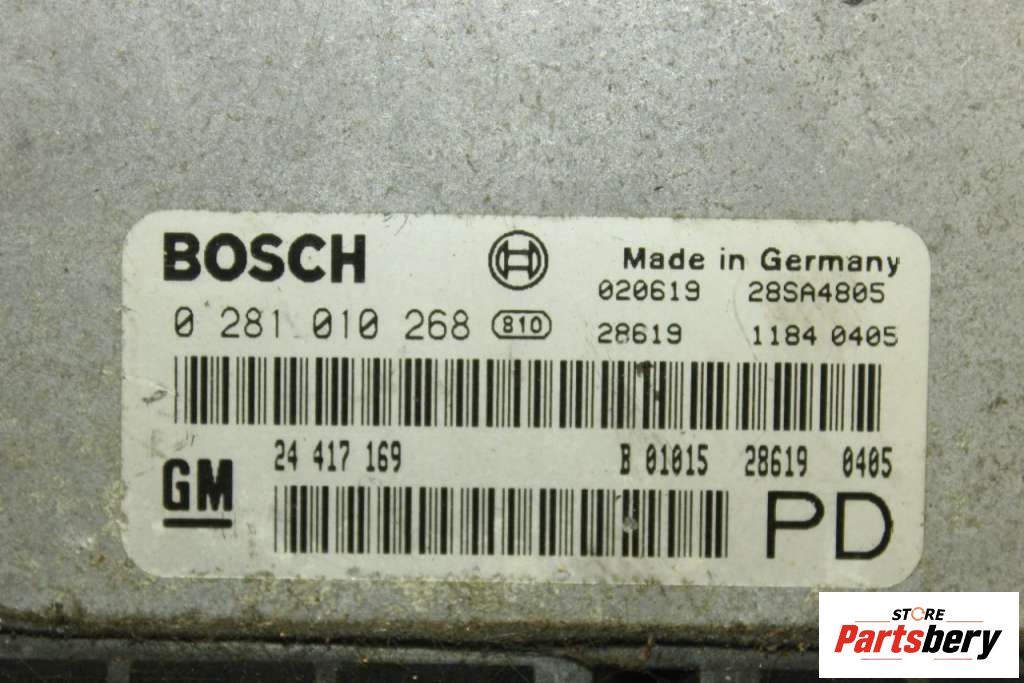 BOSCH Made in Germany
020619 28SA4805
0 281 010 268 810 28619 1184 0405
24 417 169 B 01015 28619 0405
GM PD
STORE
Partsbery